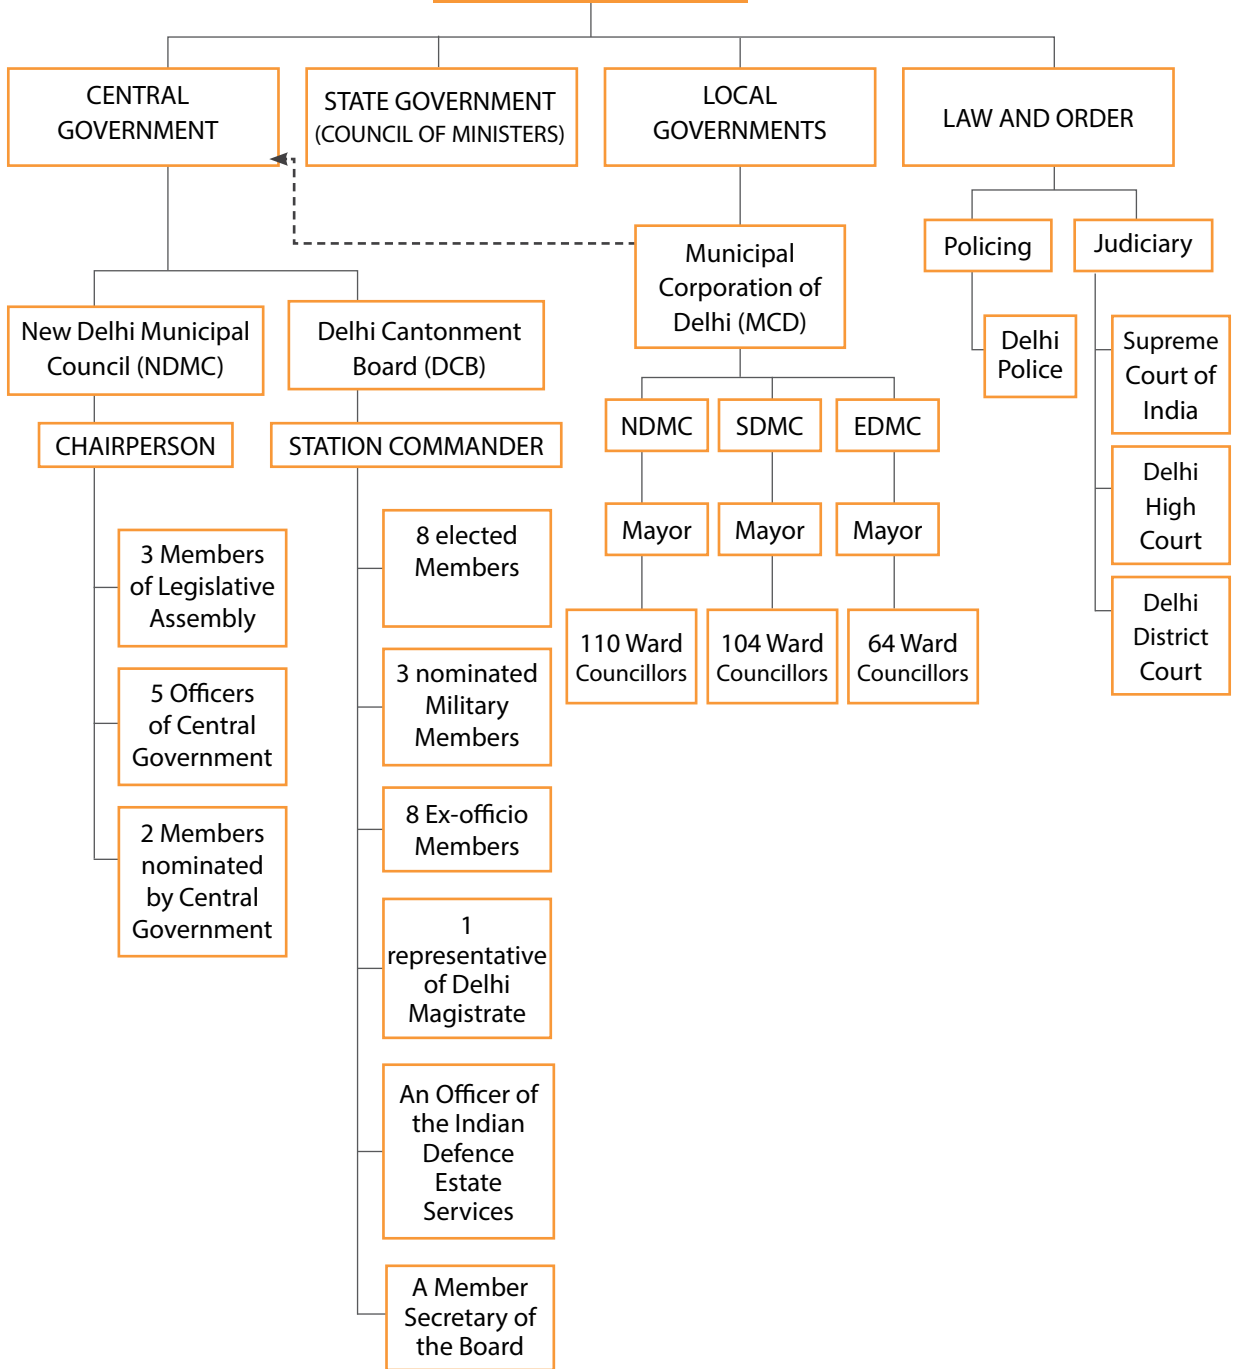 CENTRAL
GOVERNMENT
STATE GOVERNMENT
(COUNCIL OF MINISTERS)
LOCAL
GOVERNMENTS
LAW AND ORDER
New Delhi Municipal
Council (NDMC)
CHAIRPERSON
3 Members
of Legislative
Assembly
5 Officers
of Central
Government
2 Members
nominated
by Central
Government
Delhi Cantonment
Board (DCB)
STATION COMMANDER
8 elected
Members
3 nominated
Military
Members
8 Ex-officio
Members
1
representative
of Delhi
Magistrate
An Officer of
the Indian
Defence
Estate
Services
A Member
Secretary of
the Board
Municipal
Corporation of
Delhi (MCD)
NDMC
Mayor
110 Ward
Councillors
SDMC
Mayor
104 Ward
Councillors
EDMC
Mayor
64 Ward
Councillors
Policing
Delhi
Police
Judiciary
Supreme
Court of
India
Delhi
High
Court
Delhi
District
Court